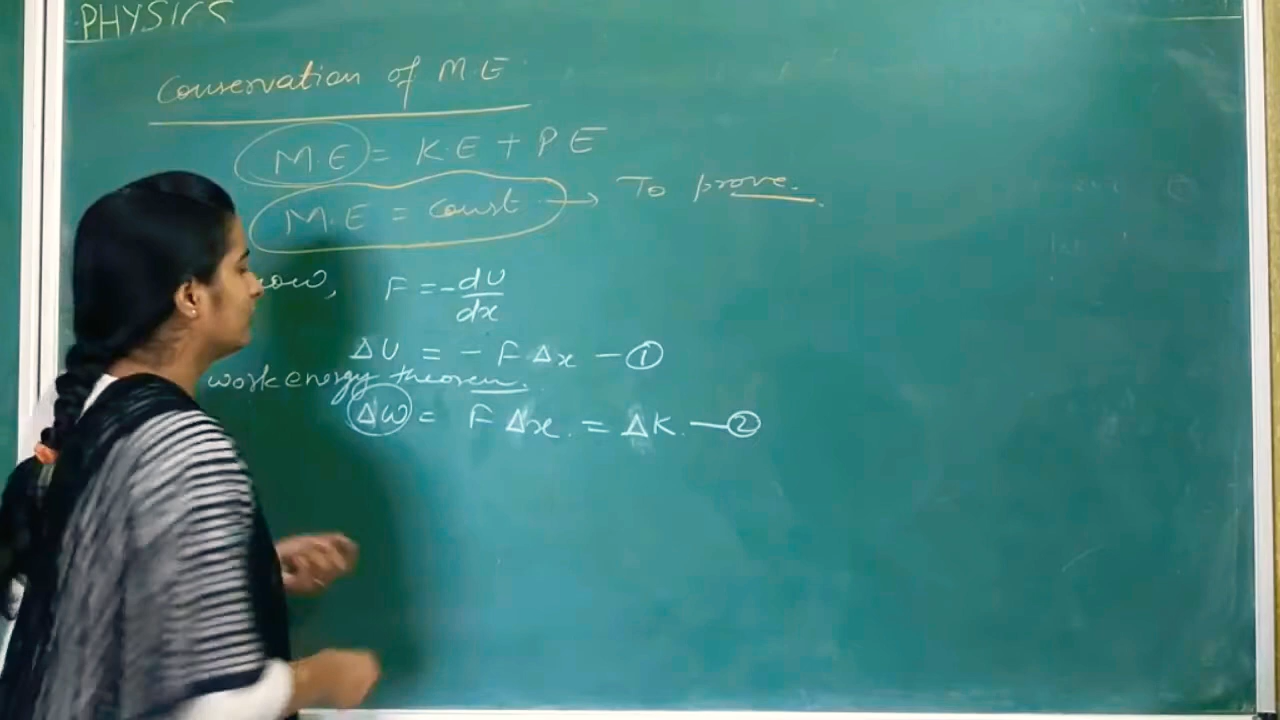 PHYSICS
Conservation of M.E
M.E = K.E + P E
M.E = const → To prove.
F = -dU/dx
ΔU = - F Δx - ①
work energy theorem.
ΔW = F Δx. = ΔK. - ②